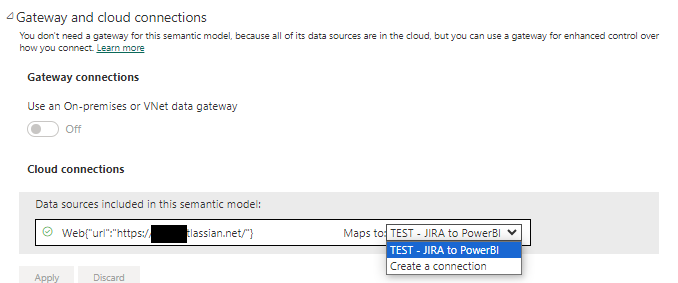 Gateway and cloud connections
You don't need a gateway for this semantic model, because all of its data sources are in the cloud, but you can use a gateway for enhanced control over
how you connect. Learn more
Gateway connections
Use an On-premises or VNet data gateway
Off
Cloud connections
Data sources included in this semantic model:
Web{"url":"https://tlassian.net/"} Maps to: TEST - JIRA to PowerBI
TEST - JIRA to PowerBI
Create a connection
Apply Discard